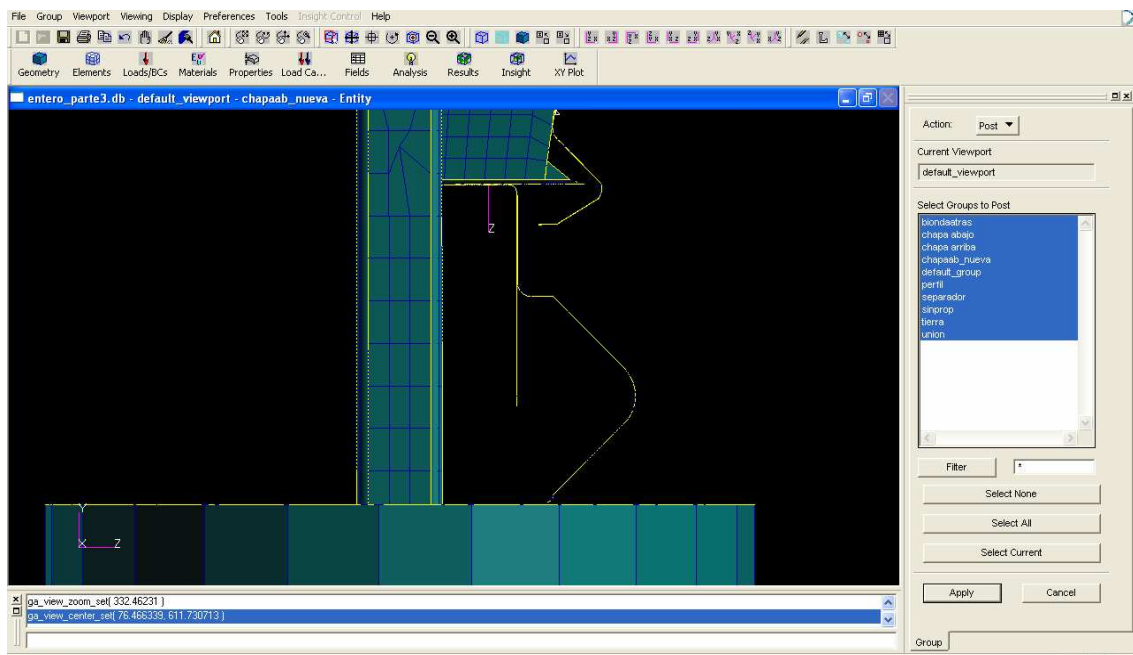 File Group Viewport Viewing Display Preferences Tools Insight Control Help
Geometry Elements Loads/BCs Materials Properties Load Ca... Fields Analysis Results Insight XY Plot
entero_parte3.db - default_viewport - chapaab_nueva - Entity
Action: Post
Current Viewport
default_viewport
Select Groups to Post
biondaatras
chapa abajo
chapa arriba
chapaab_nueva
default_group
perfil
separador
sinprop
tierra
union
Filter *
Select None
Select All
Select Current
Apply Cancel
Group
Z
Y
X Z
ga_view_zoom_set( 332.46231 )
ga_view_center_set( 76.466339, 611.730713 )